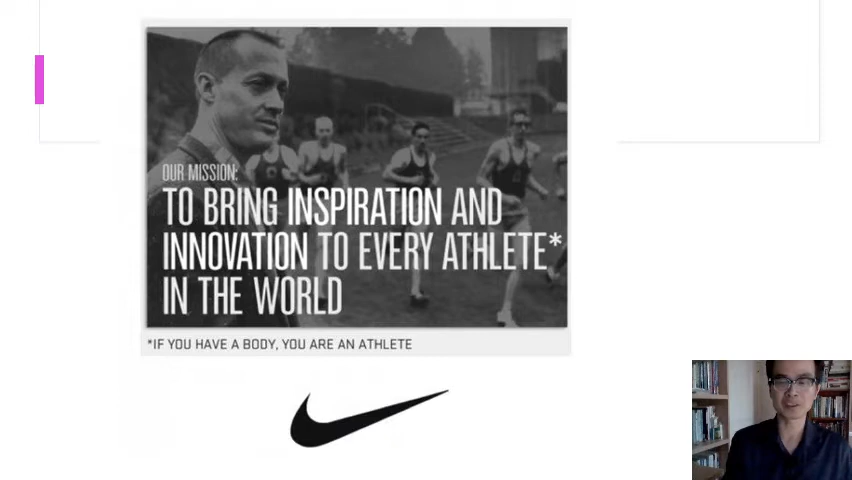 OUR MISSION:
TO BRING INSPIRATION AND
INNOVATION TO EVERY ATHLETE*
IN THE WORLD
*IF YOU HAVE A BODY, YOU ARE AN ATHLETE